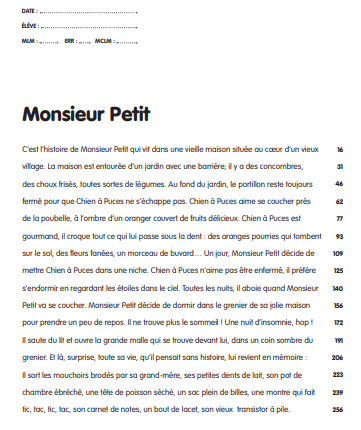 DATE :
ÉLÈVE :
MLM : ERR : MCLM :
Monsieur Petit
C'est l'histoire de Monsieur Petit qui vit dans une vieille maison située au cœur d'un vieux 16
village. La maison est entourée d'un jardin avec une barrière; il y a des concombres, 31
des choux frisés, toutes sortes de légumes. Au fond du jardin, le portillon reste toujours 46
fermé pour que Chien à Puces ne s'échappe pas. Chien à Puces aime se coucher près 62
de la poubelle, à l'ombre d'un oranger couvert de fruits délicieux. Chien à Puces est 77
gourmand, il croque tout ce qui lui passe sous la dent : des oranges pourries qui tombent 93
sur le sol, des fleurs fanées, un morceau de buvard... Un jour, Monsieur Petit décide de 109
mettre Chien à Puces dans une niche. Chien à Puces n'aime pas être enfermé, il préfère 125
s'endormir en regardant les étoiles dans le ciel. Toutes les nuits, il aboie quand Monsieur 140
Petit va se coucher. Monsieur Petit décide de dormir dans le grenier de sa jolie maison 156
pour prendre un peu de repos. Il ne trouve plus le sommeil ! Une nuit d'insomnie, hop ! 172
Il saute du lit et ouvre la grande malle qui se trouve devant lui, dans un coin sombre du 191
grenier. Et là, surprise, toute sa vie, qu'il pensait sans histoire, lui revient en mémoire : 206
Il sort les mouchoirs brodés par sa grand-mère, ses petites dents de lait, son pot de 223
chambre ébréché, une tête de poisson séché, un sac plein de billes, une montre qui fait 239
tic, tac, tic, tac, son carnet de notes, un bout de lacet, son vieux transistor à pile. 256